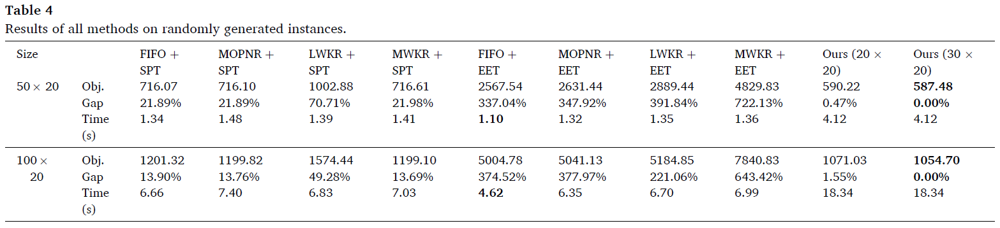 Table 4
Results of all methods on randomly generated instances.
Size FIFO + MOPNR + LWKR + MWKR + FIFO + MOPNR + LWKR + MWKR + Ours (20 × Ours (30 ×
SPT SPT SPT SPT EET EET EET EET 20) 20)
50 × 20 Obj. 716.07 716.10 1002.88 716.61 2567.54 2631.44 2889.44 4829.83 590.22 587.48
Gap 21.89% 21.89% 70.71% 21.98% 337.04% 347.92% 391.84% 722.13% 0.47% 0.00%
Time 1.34 1.48 1.39 1.41 1.10 1.32 1.35 1.36 4.12 4.12
(s)
100 × Obj. 1201.32 1199.82 1574.44 1199.10 5004.78 5041.13 5184.85 7840.83 1071.03 1054.70
20 Gap 13.90% 13.76% 49.28% 13.69% 374.52% 377.97% 221.06% 643.42% 1.55% 0.00%
Time 6.66 7.40 6.83 7.03 4.62 6.35 6.70 6.99 18.34 18.34
(s)